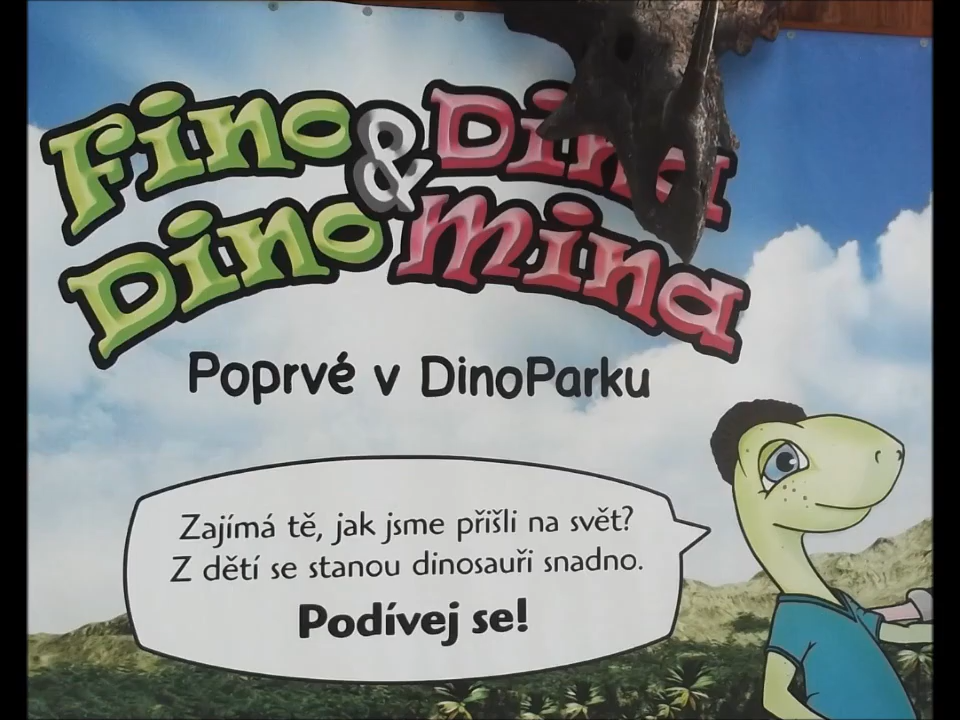 Fino & Dina
Dino Mina
Poprvé v DinoParku
Zajímá tě, jak jsme přišli na svět?
Z dětí se stanou dinosauři snadno.
Podívej se!